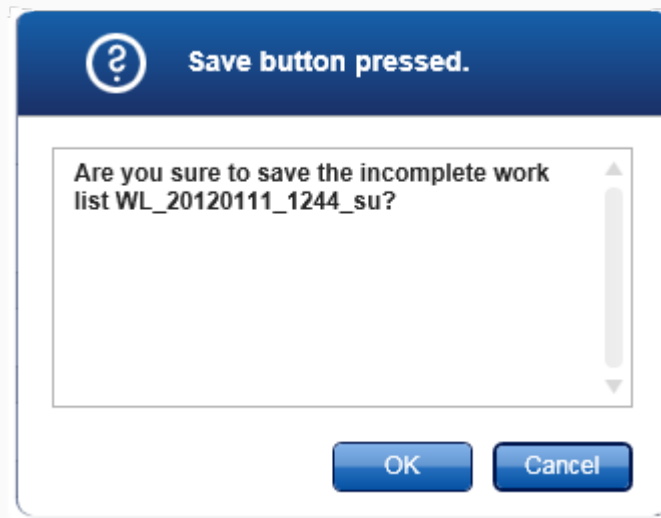 Save button pressed.
Are you sure to save the incomplete work
list WL_20120111_1244_su?
OK
Cancel